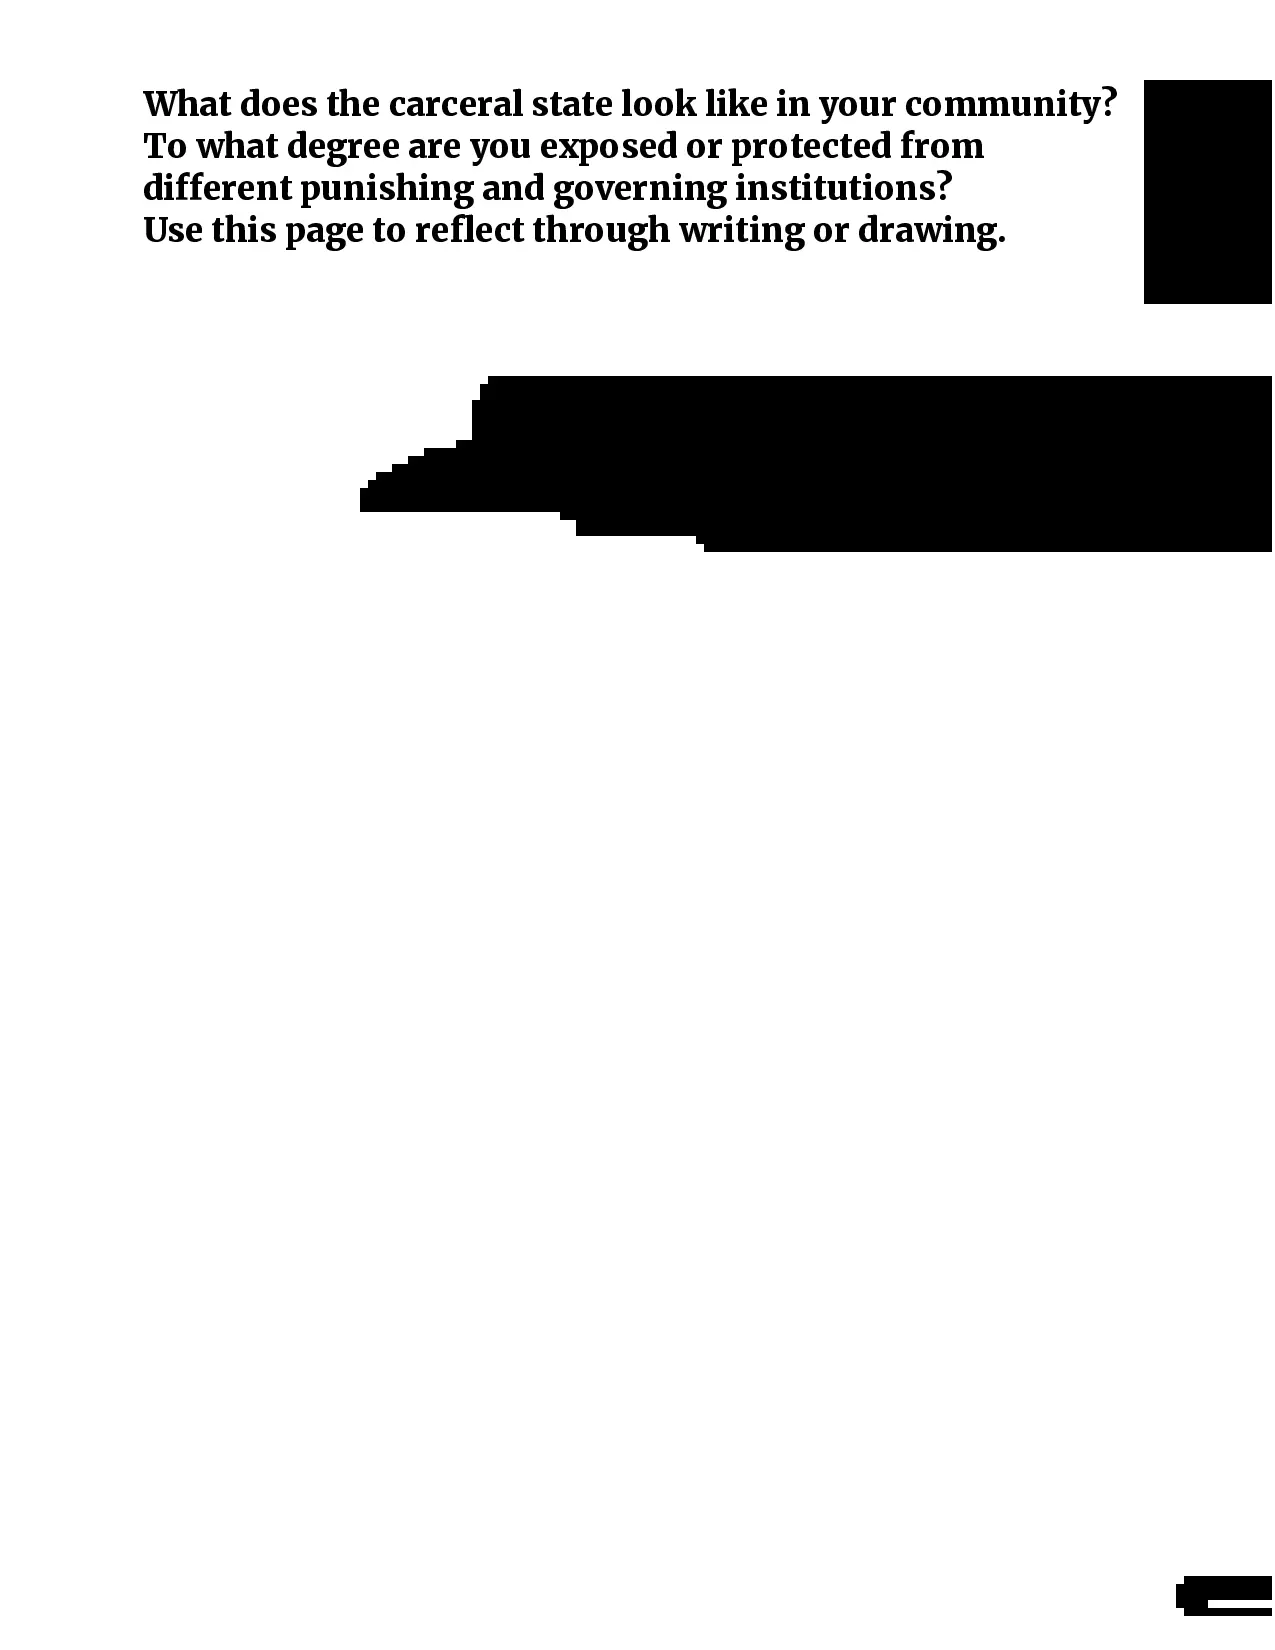 What does the carceral state look like in your community?
To what degree are you exposed or protected from
different punishing and governing institutions?
Use this page to reflect through writing or drawing.